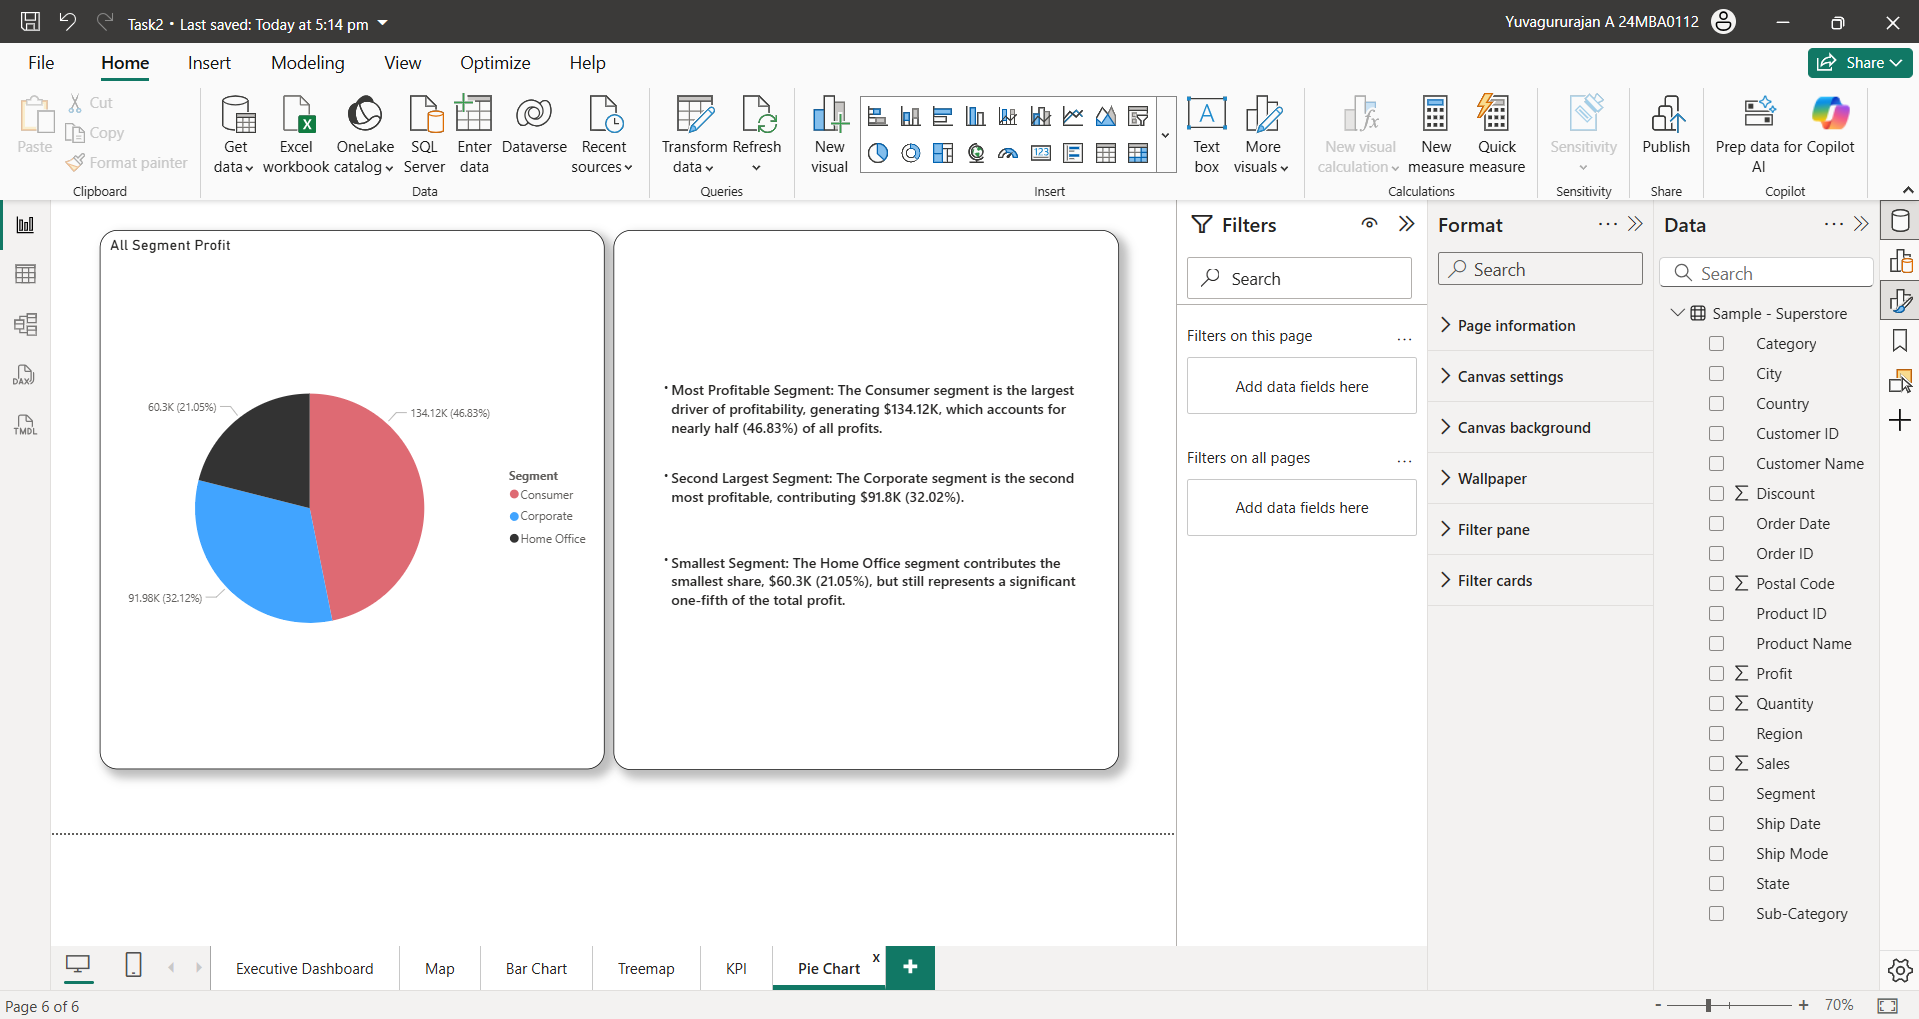 Task2 • Last saved: Today at 5:14 pm
Yuvagururajan A 24MBA0112
File
Home
Insert
Modeling
View
Optimize
Help
Share
Paste
Cut
Copy
Format painter
Clipboard
Get data
Excel workbook
OneLake catalog
SQL Server
Enter data
Dataverse
Recent sources
Data
Transform data
Refresh
Queries
New visual
123
A
Text box
More visuals
Insert
fx
New visual calculation
New measure
Quick measure
Calculations
Sensitivity
Sensitivity
Publish
Share
Prep data for AI
Copilot
Copilot
DAX
TMDL
All Segment Profit
60.3K (21.05%)
134.12K (46.83%)
91.98K (32.12%)
Segment
Consumer
Corporate
Home Office
• Most Profitable Segment: The Consumer segment is the largest
driver of profitability, generating $134.12K, which accounts for
nearly half (46.83%) of all profits.
• Second Largest Segment: The Corporate segment is the second
most profitable, contributing $91.8K (32.02%).
• Smallest Segment: The Home Office segment contributes the
smallest share, $60.3K (21.05%), but still represents a significant
one-fifth of the total profit.
Filters
Search
Filters on this page
...
Add data fields here
Filters on all pages
...
Add data fields here
Format
...
Search
Page information
Canvas settings
Canvas background
Wallpaper
Filter pane
Filter cards
Data
...
Search
Sample - Superstore
Category
City
Country
Customer ID
Customer Name
∑ Discount
Order Date
Order ID
∑ Postal Code
Product ID
Product Name
∑ Profit
∑ Quantity
Region
∑ Sales
Segment
Ship Date
Ship Mode
State
Sub-Category
Executive Dashboard
Map
Bar Chart
Treemap
KPI
Pie Chart
x
+
Page 6 of 6
- + 70%